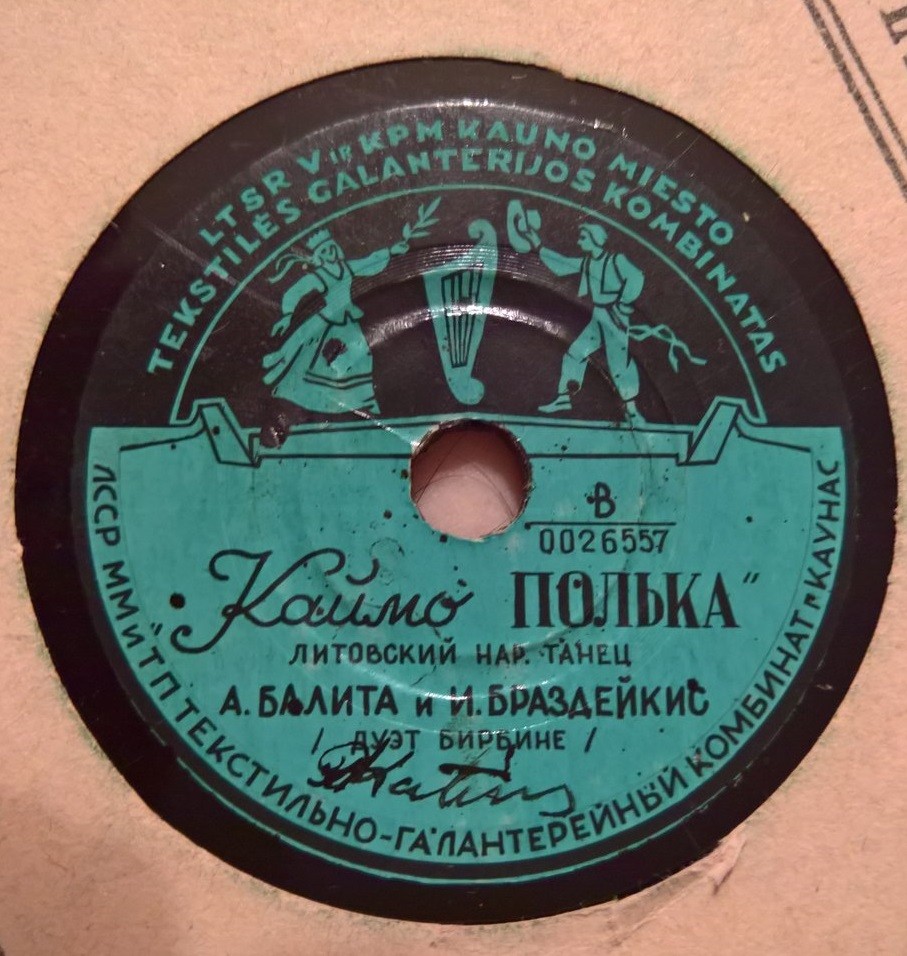 LTSR V ir KPM KAUNO MIESTO
TEKSTILĖS GALANTERIJOS KOMBINATAS
В
0026557
"Каймо ПОЛЬКА"
ЛИТОВСКИЙ НАР. ТАНЕЦ
А. БАЛИТА и И. БРАЗДЕЙКИС
/ ДУЭТ БИРБИНЕ /
ЛССР ММиТП ТЕКСТИЛЬНО-ГАЛАНТЕРЕЙНЫЙ КОМБИНАТ г КАУНАС